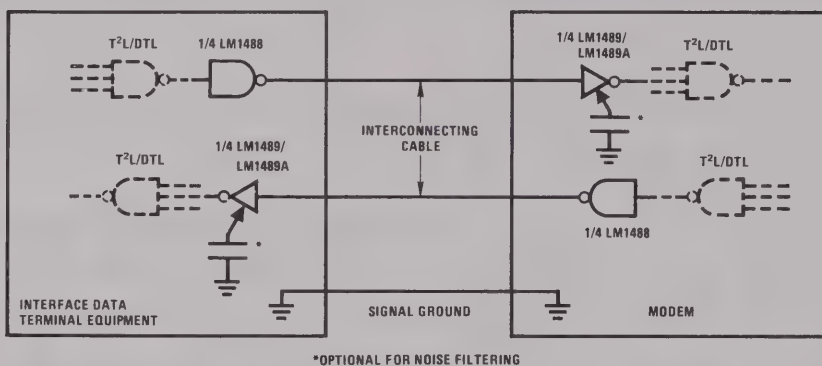 T²L/DTL
1/4 LM1488
1/4 LM1489/
LM1489A
T²L/DTL
INTERCONNECTING
CABLE
*
T²L/DTL
1/4 LM1489/
LM1489A
*
T²L/DTL
1/4 LM1488
INTERFACE DATA
TERMINAL EQUIPMENT
SIGNAL GROUND
MODEM
*OPTIONAL FOR NOISE FILTERING